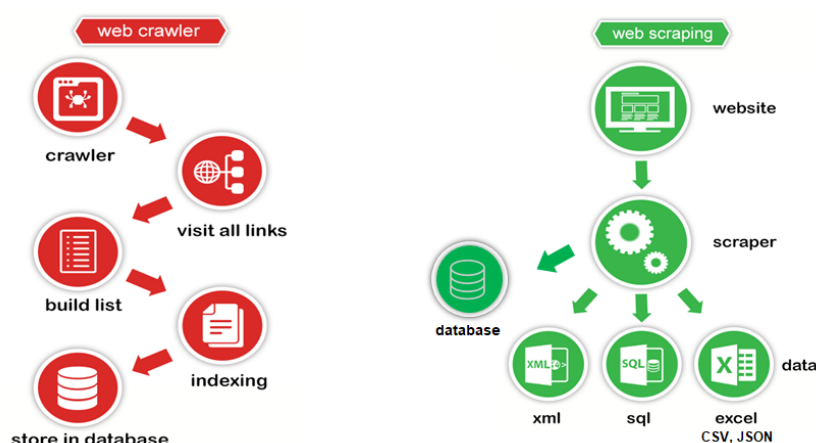 web crawler
crawler
visit all links
build list
indexing
store in database
web scraping
website
scraper
database
XML
SQL
X
data
xml
sql
excel
CSV, JSON